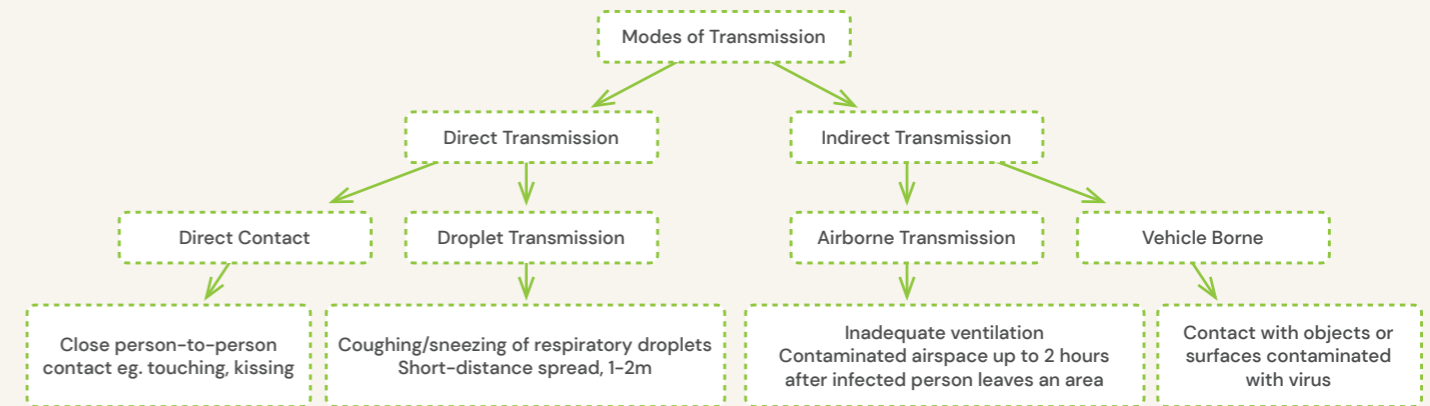 Modes of Transmission
Direct Transmission
Indirect Transmission
Direct Contact
Droplet Transmission
Airborne Transmission
Vehicle Borne
Close person-to-person
contact eg. touching, kissing
Coughing/sneezing of respiratory droplets
Short-distance spread, 1-2m
Inadequate ventilation
Contaminated airspace up to 2 hours
after infected person leaves an area
Contact with objects or
surfaces contaminated
with virus